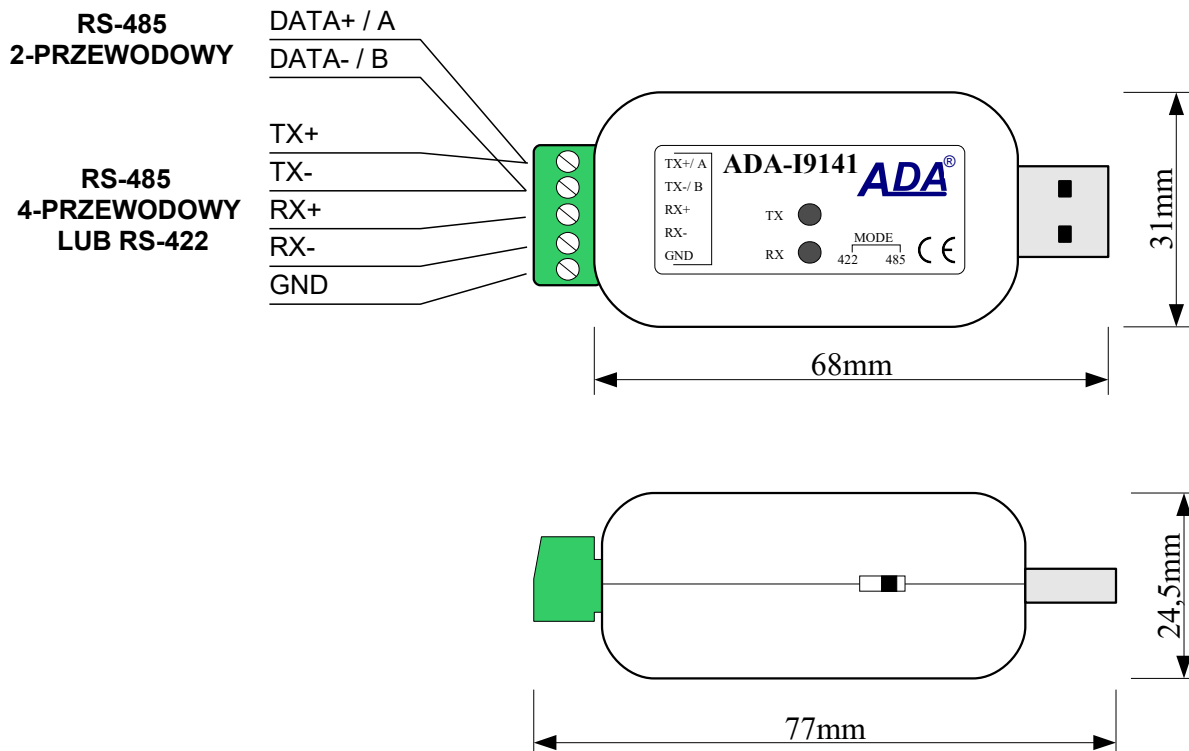 RS-485
2-PRZEWODOWY
DATA+ / A
DATA- / B
RS-485
4-PRZEWODOWY
LUB RS-422
TX+
TX-
RX+
RX-
GND
TX+/ A
TX-/ B
RX+
RX-
GND
ADA-I9141
ADA®
TX
RX
MODE
422 485
CE
31mm
68mm
24,5mm
77mm